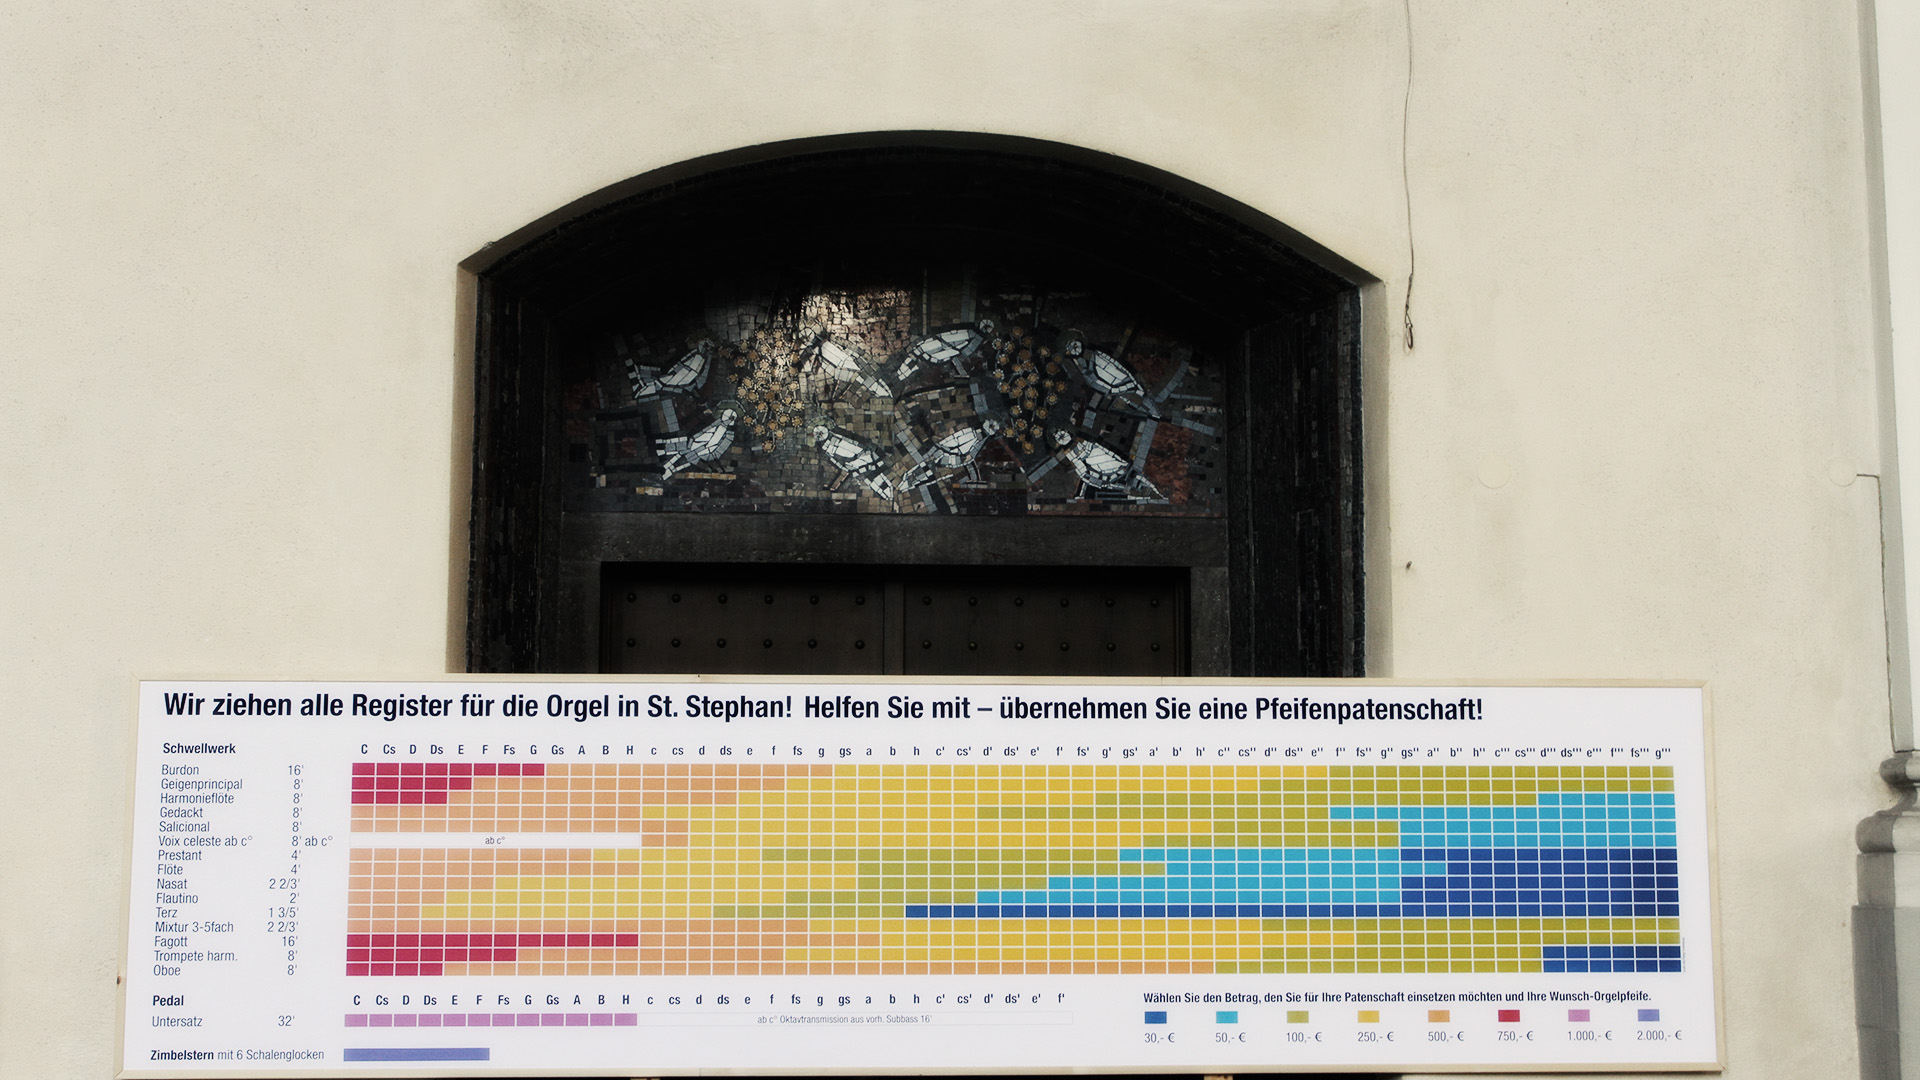 Wir ziehen alle Register für die Orgel in St. Stephan! Helfen Sie mit – übernehmen Sie eine Pfeifenpatenschaft!
Schwellwerk C Cs D Ds E F Fs G Gs A B H c cs d ds e f fs g gs a b h c' cs' d' ds' e' f' fs' g' gs' a' b' h' c'' cs'' d'' ds'' e'' f'' fs'' g'' gs'' a'' b'' h'' c''' cs''' d''' ds''' e''' f''' fs''' g'''
Burdon 16'
Geigenprincipal 8'
Harmonieflöte 8'
Gedackt 8'
Salicional 8'
Voix celeste ab c° 8' ab c° ab c°
Prestant 4'
Flöte 4'
Nasat 2 2/3'
Flautino 2'
Terz 1 3/5'
Mixtur 3-5fach 2 2/3'
Fagott 16'
Trompete harm. 8'
Oboe 8'
Pedal C Cs D Ds E F Fs G Gs A B H c cs d ds e f fs g gs a b h c' cs' d' ds' e' f'
Untersatz 32' ab c° Oktavtransmission aus vorh. Subbass 16'
Zimbelstern mit 6 Schalenglocken
Wählen Sie den Betrag, den Sie für Ihre Patenschaft einsetzen möchten und Ihre Wunsch-Orgelpfeife.
30,- € 50,- € 100,- € 250,- € 500,- € 750,- € 1.000,- € 2.000,- €